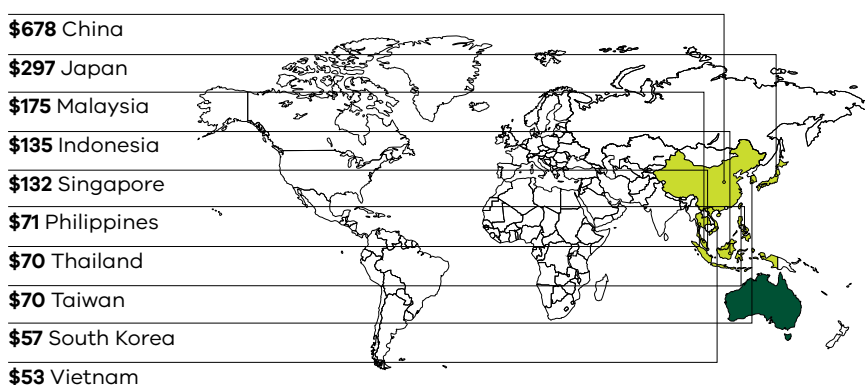 $678 China
$297 Japan
$175 Malaysia
$135 Indonesia
$132 Singapore
$71 Philippines
$70 Thailand
$70 Taiwan
$57 South Korea
$53 Vietnam